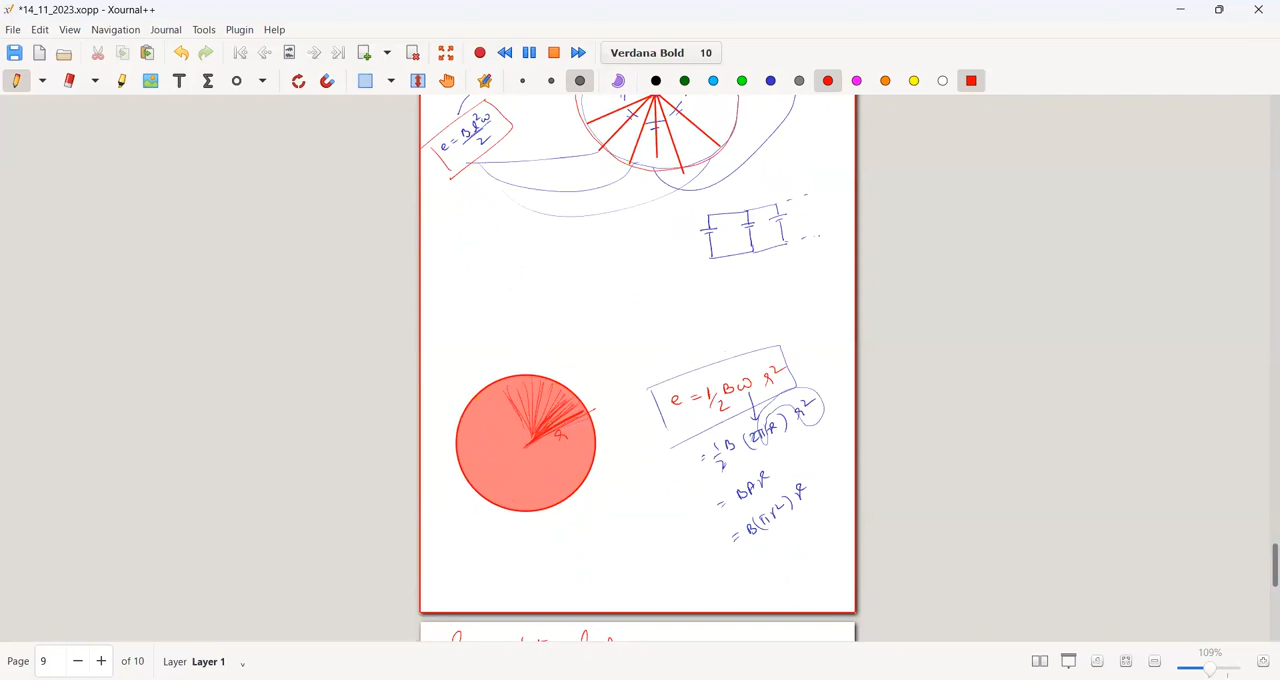 *14_11_2023.xopp - Xournal++
File Edit View Navigation Journal Tools Plugin Help
Verdana Bold 10
e = Bl²ω/2
e = 1/2 Bω r²
= 1/2 B (2πf) r²
r
= BAf
= B(πr²)f
Page 9 of 10 Layer Layer 1
109%